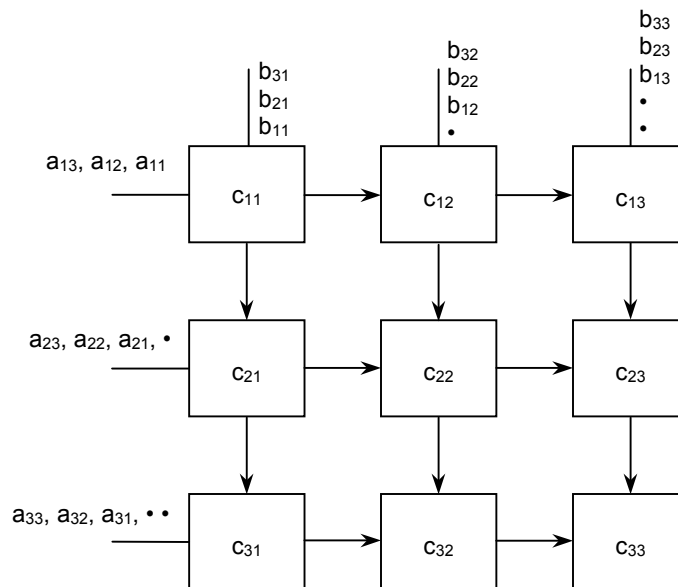 b₃₃
b₃₂ b₂₃
b₃₁ b₂₂ b₁₃
b₂₁ b₁₂ •
b₁₁ • •
a₁₃, a₁₂, a₁₁
c₁₁ c₁₂ c₁₃
a₂₃, a₂₂, a₂₁, •
c₂₁ c₂₂ c₂₃
a₃₃, a₃₂, a₃₁, • •
c₃₁ c₃₂ c₃₃